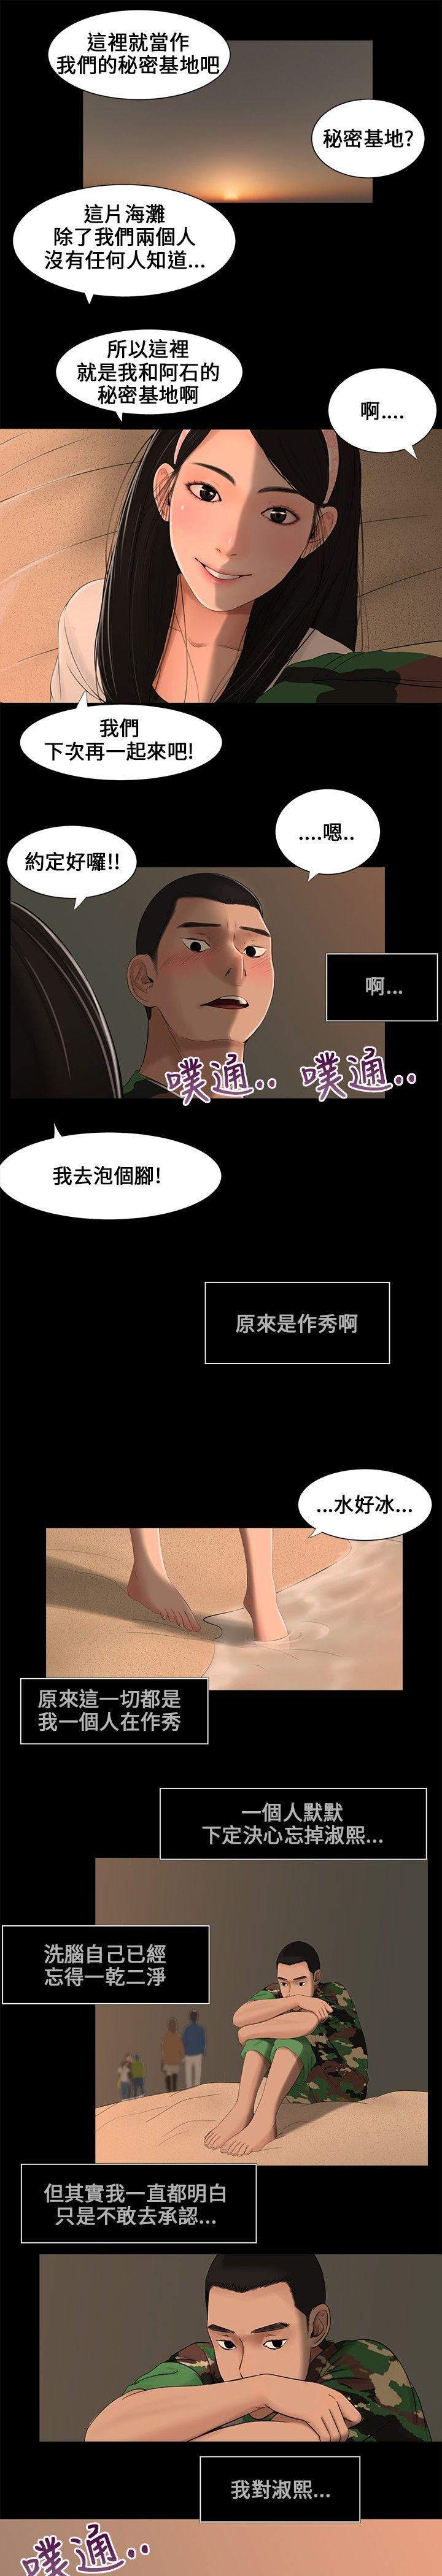 這裡就當作
我們的秘密基地吧
秘密基地?
這片海灘
除了我們兩個人
沒有任何人知道...
所以這裡
就是我和阿石的
秘密基地啊
啊....
我們
下次再一起來吧!
....嗯..
約定好囉!!
啊...
噗通.. 噗通..
我去泡個腳!
原來是作秀啊
...水好冰...
原來這一切都是
我一個人在作秀
一個人默默
下定決心忘掉淑熙...
洗腦自己已經
忘得一乾二淨
但其實我一直都明白
只是不敢去承認...
我對淑熙...
噗通..